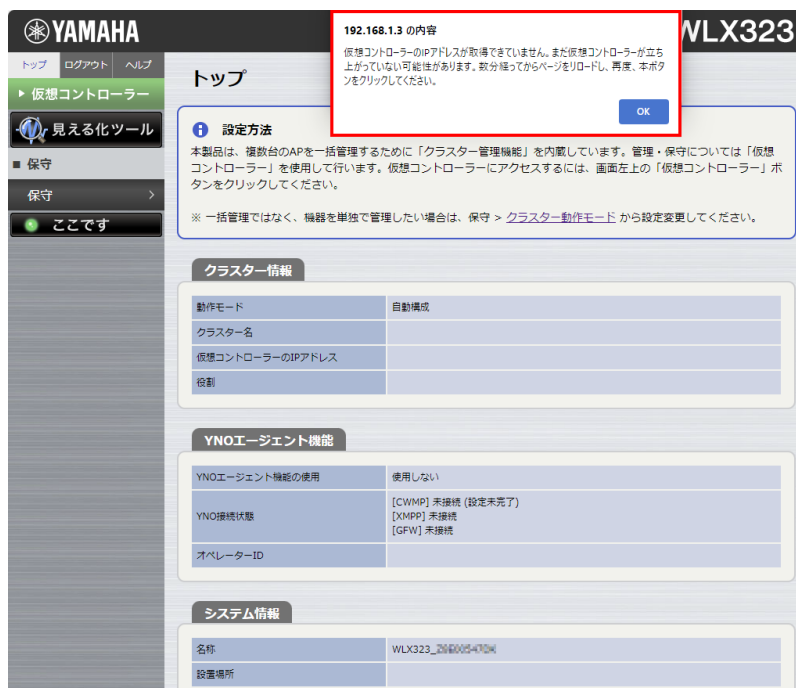 YAMAHA
WLX323
192.168.1.3 の内容
仮想コントローラーのIPアドレスが取得できていません。まだ仮想コントローラーが立ち
上がっていない可能性があります。数分経ってからページをリロードし、再度、本ボタ
ンをクリックしてください。
OK
トップ ログアウト ヘルプ
仮想コントローラー
見える化ツール
保守
保守
ここです
トップ
設定方法
本製品は、複数台のAPを一括管理するために「クラスター管理機能」を内蔵しています。管理・保守については「仮想
コントローラー」を使用して行います。仮想コントローラーにアクセスするには、画面左上の「仮想コントローラー」ボ
タンをクリックしてください。
※ 一括管理ではなく、機器を単独で管理したい場合は、保守 > クラスター動作モード から設定変更してください。
クラスター情報
動作モード 自動構成
クラスター名
仮想コントローラーのIPアドレス
役割
YNOエージェント機能
YNOエージェント機能の使用 使用しない
YNO接続状態
[CWMP] 未接続 (設定未完了)
[XMPP] 未接続
[GFW] 未接続
オペレーターID
システム情報
名称 WLX323_
設置場所